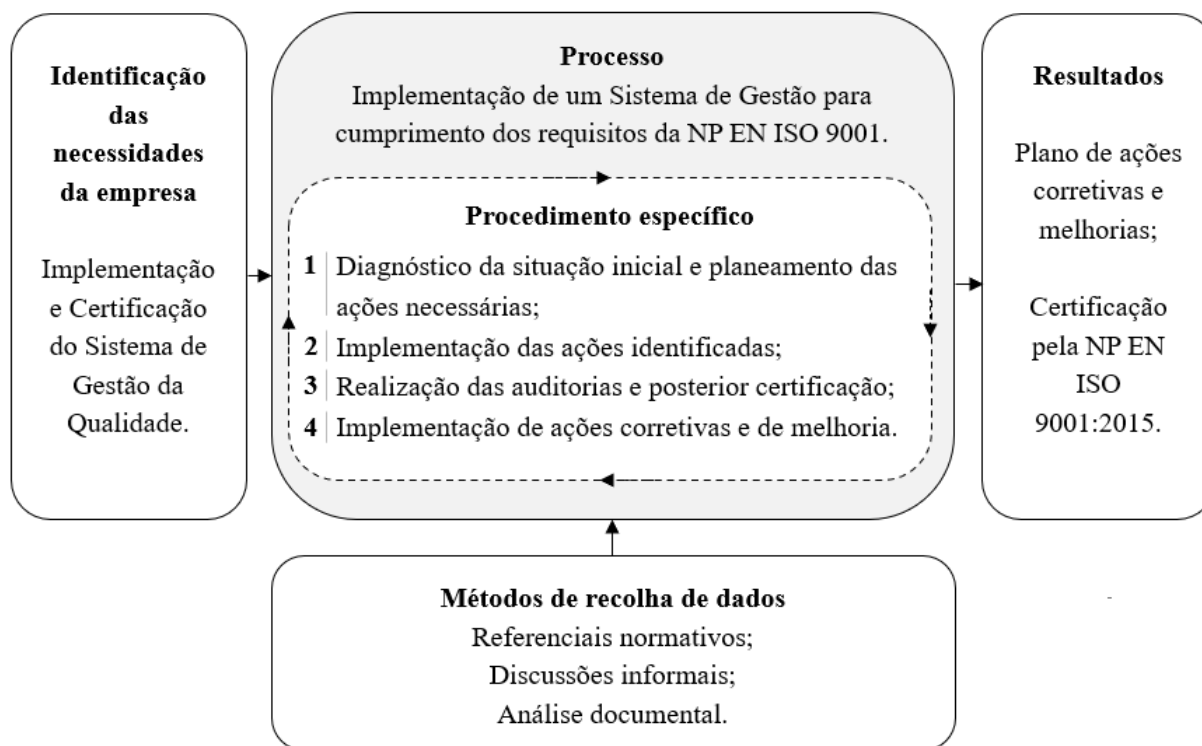 Identificação
das
necessidades
da empresa
Implementação
e Certificação
do Sistema de
Gestão da
Qualidade.
Processo
Implementação de um Sistema de Gestão para
cumprimento dos requisitos da NP EN ISO 9001.
Procedimento específico
1 Diagnóstico da situação inicial e planeamento das
ações necessárias;
2 Implementação das ações identificadas;
3 Realização das auditorias e posterior certificação;
4 Implementação de ações corretivas e de melhoria.
Resultados
Plano de ações
corretivas e
melhorias;
Certificação
pela NP EN
ISO
9001:2015.
Métodos de recolha de dados
Referenciais normativos;
Discussões informais;
Análise documental.